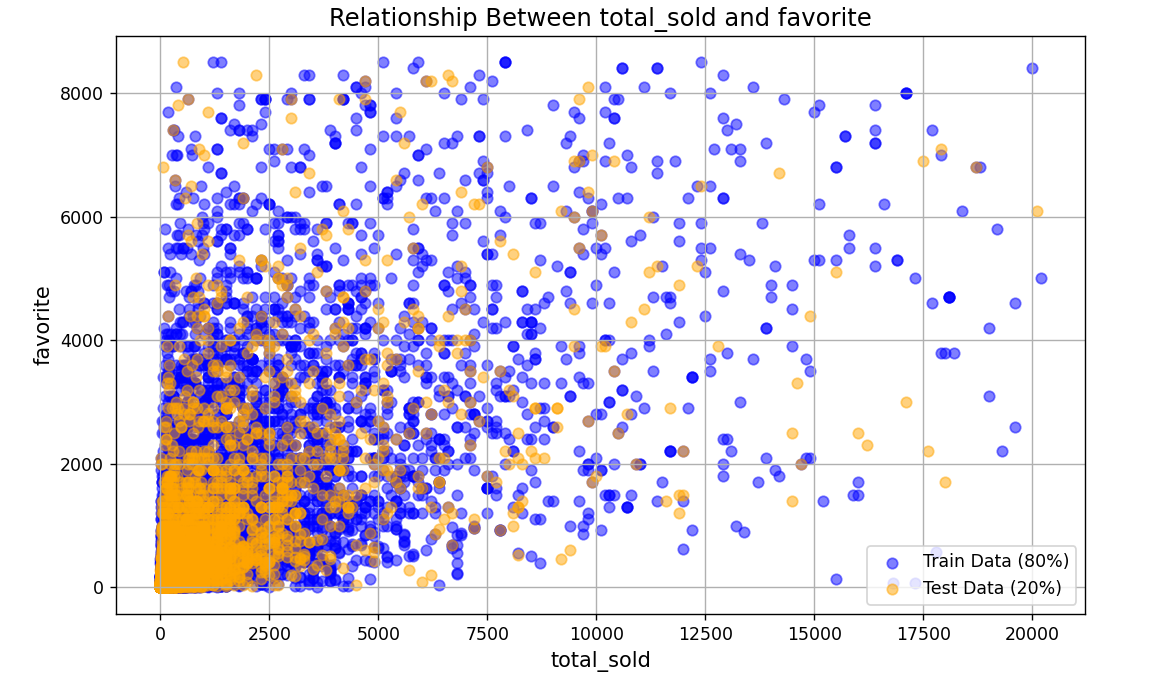 Relationship Between total_sold and favorite
favorite
8000
6000
4000
2000
0
Train Data (80%)
Test Data (20%)
0 2500 5000 7500 10000 12500 15000 17500 20000
total_sold